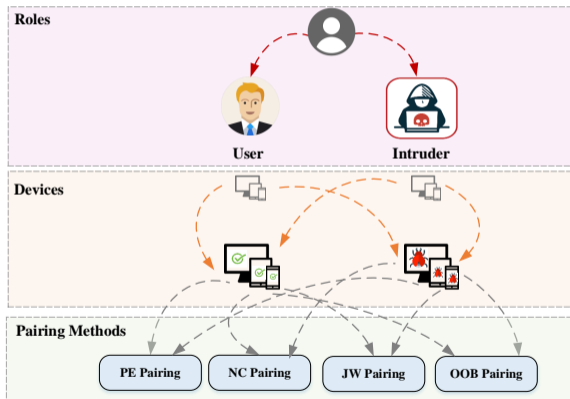 Roles
User
Intruder
Devices
Pairing Methods
PE Pairing
NC Pairing
JW Pairing
OOB Pairing